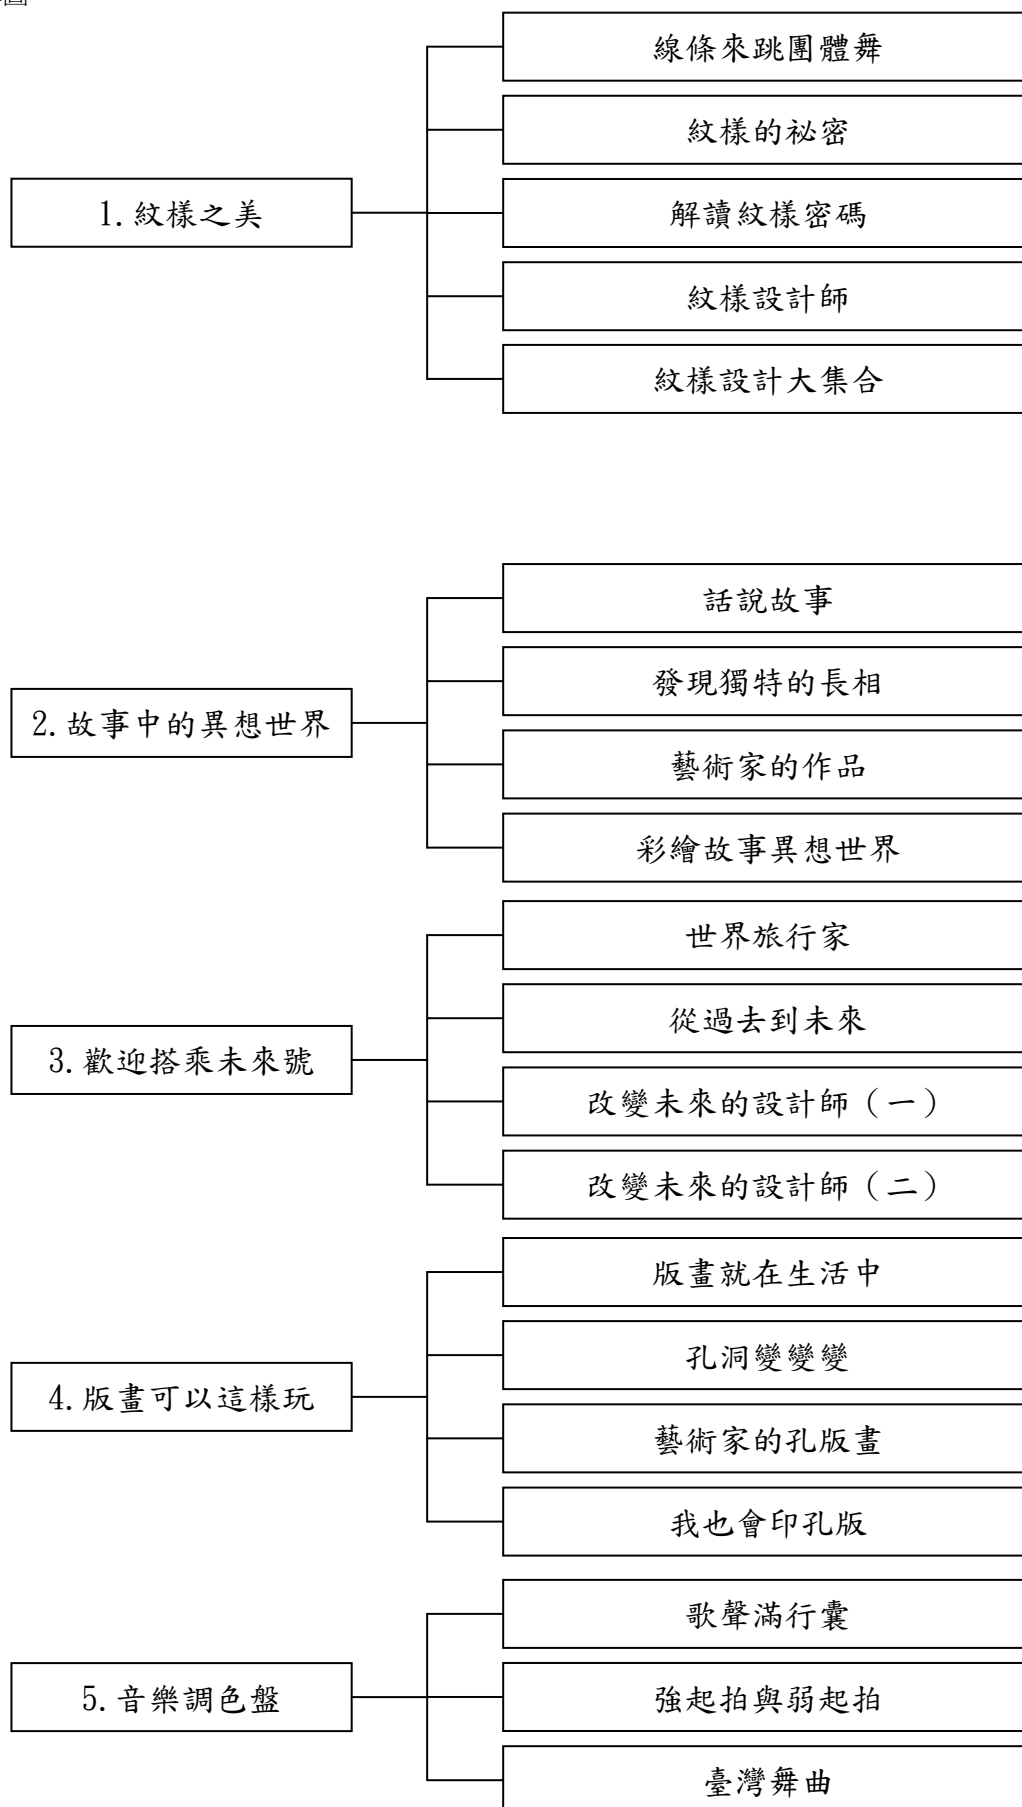 圖
線條來跳團體舞
紋樣的祕密
1.紋樣之美
解讀紋樣密碼
紋樣設計師
紋樣設計大集合
話說故事
發現獨特的長相
2.故事中的異想世界
藝術家的作品
彩繪故事異想世界
世界旅行家
從過去到未來
3.歡迎搭乘未來號
改變未來的設計師（一）
改變未來的設計師（二）
版畫就在生活中
孔洞變變變
4.版畫可以這樣玩
藝術家的孔版畫
我也會印孔版
歌聲滿行囊
5.音樂調色盤
強起拍與弱起拍
臺灣舞曲